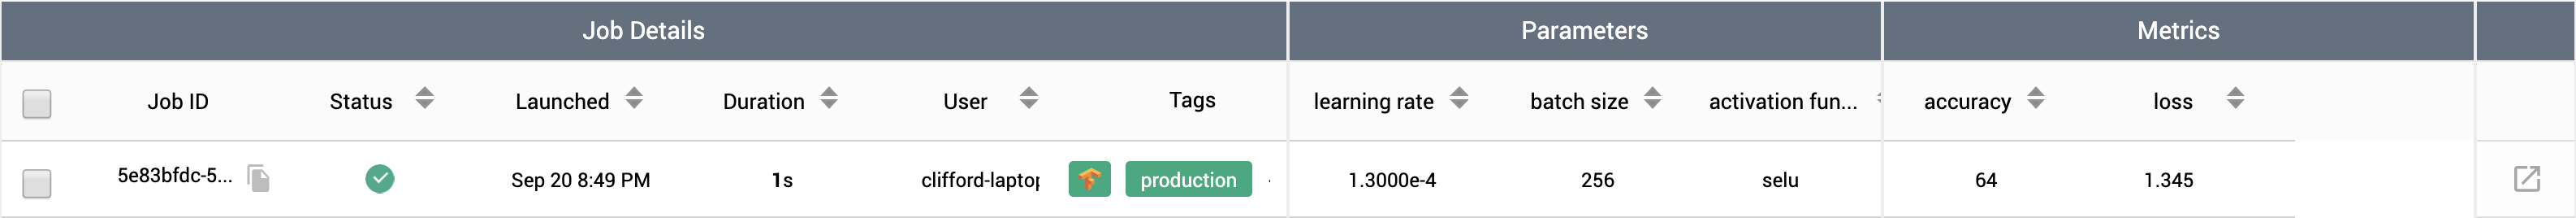 Job Details Parameters Metrics
Job ID Status Launched Duration User Tags learning rate batch size activation fun... accuracy loss
5e83bfdc-5... Sep 20 8:49 PM 1s clifford-laptop production 1.3000e-4 256 selu 64 1.345